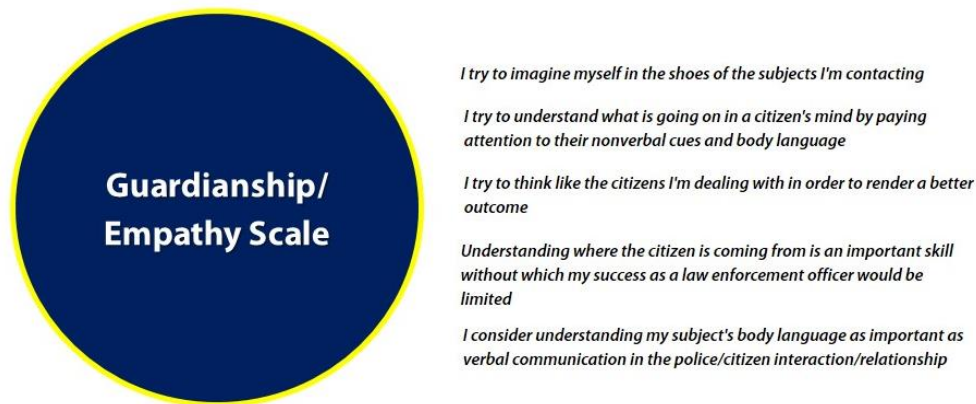 Guardianship/
Empathy Scale
I try to imagine myself in the shoes of the subjects I'm contacting
I try to understand what is going on in a citizen's mind by paying
attention to their nonverbal cues and body language
I try to think like the citizens I'm dealing with in order to render a better
outcome
Understanding where the citizen is coming from is an important skill
without which my success as a law enforcement officer would be
limited
I consider understanding my subject's body language as important as
verbal communication in the police/citizen interaction/relationship